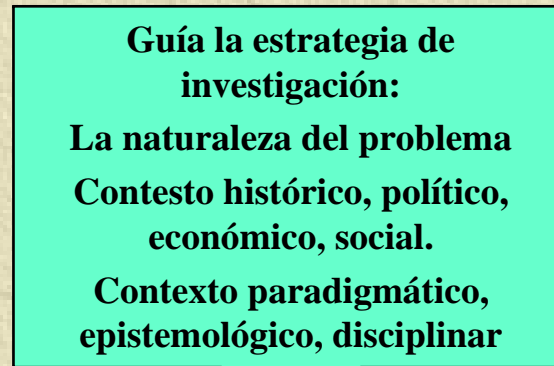 Guía la estrategia de
investigación:
La naturaleza del problema
Contesto histórico, político,
económico, social.
Contexto paradigmático,
epistemológico, disciplinar